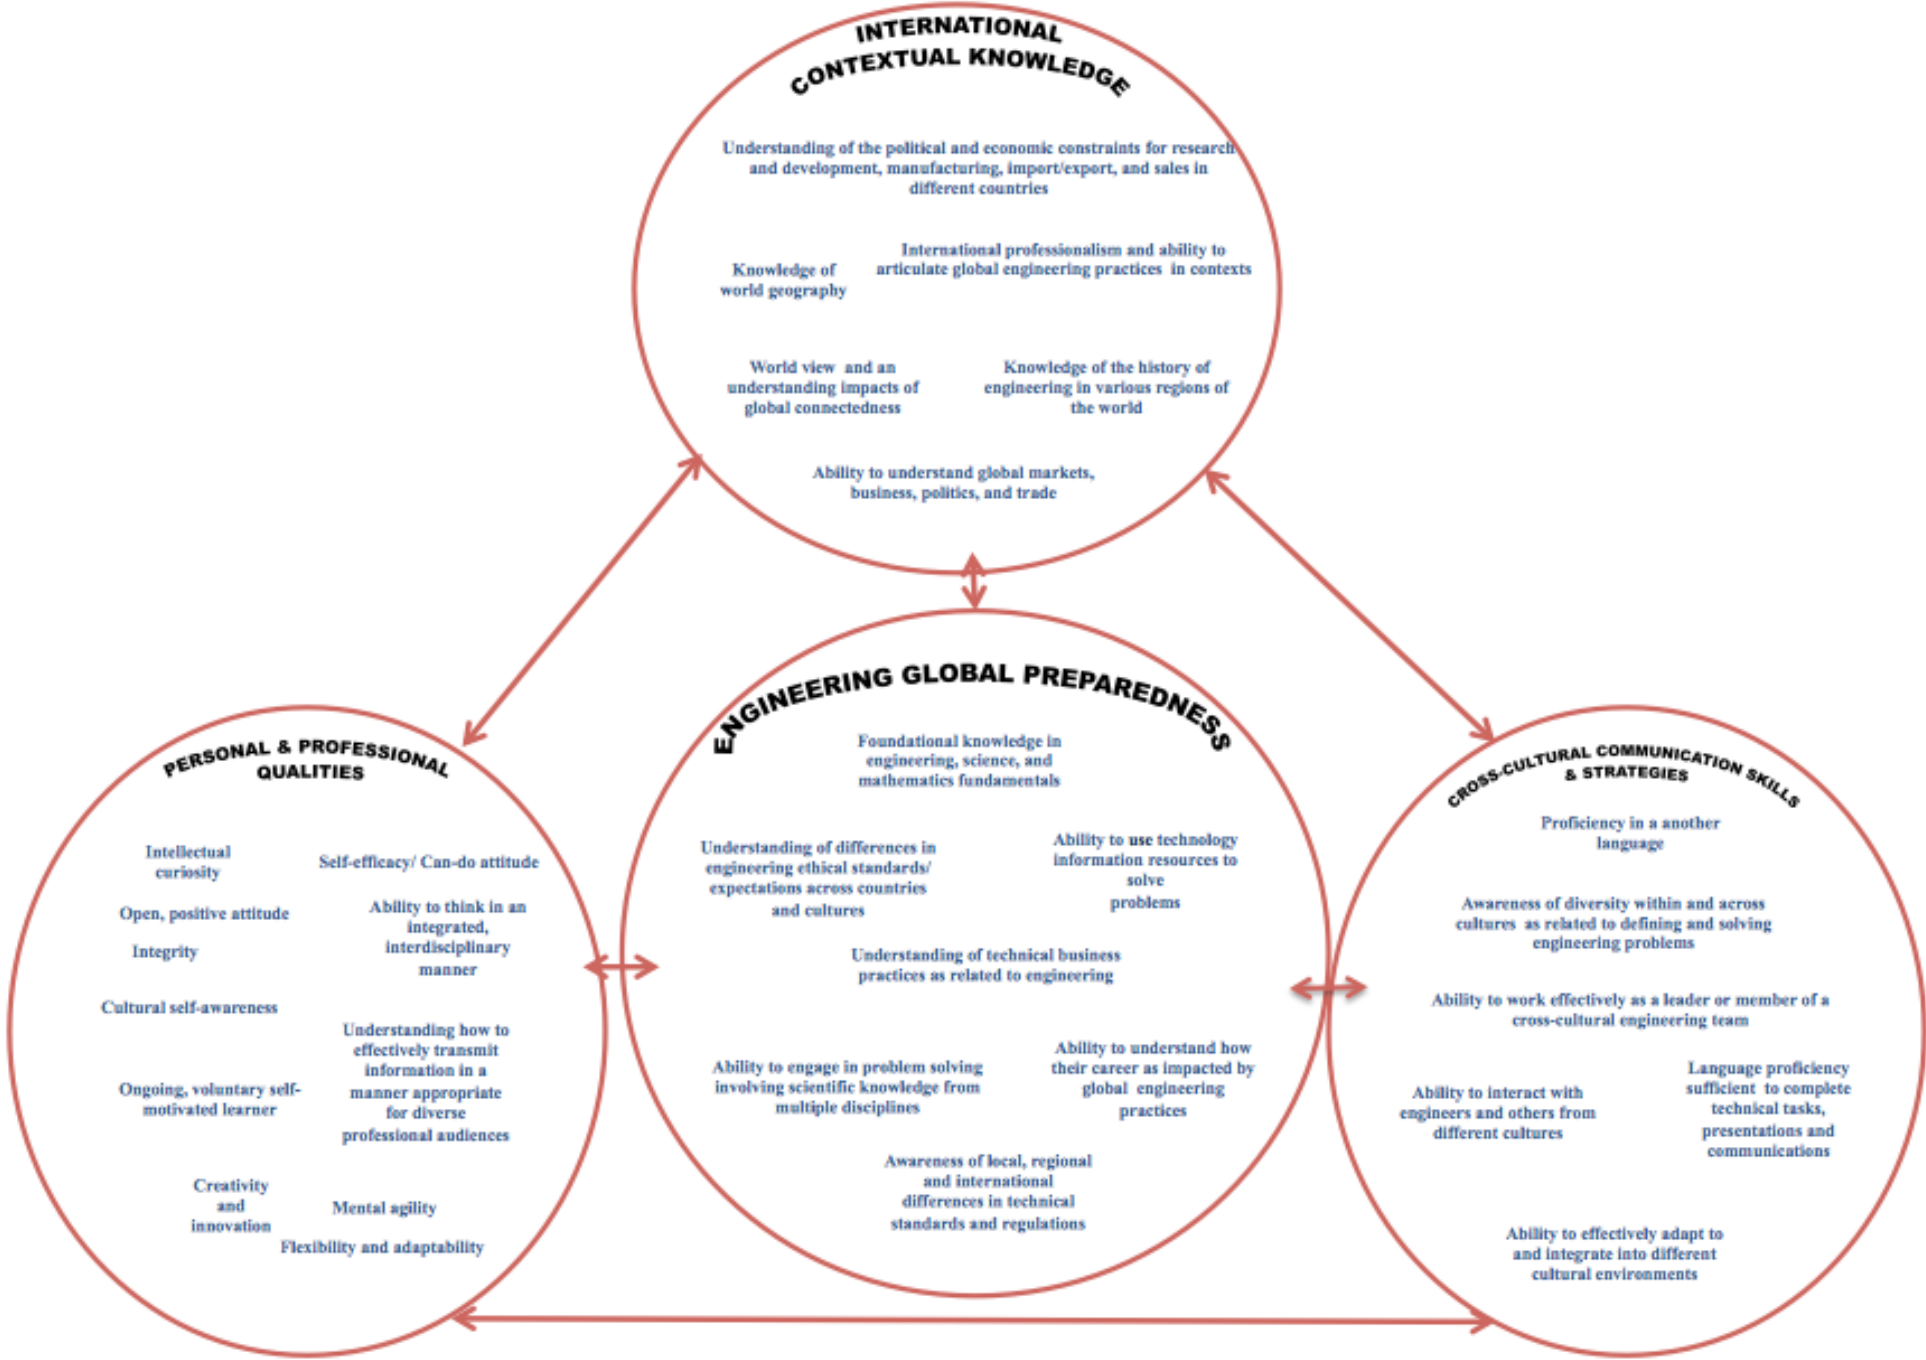 INTERNATIONAL
CONTEXTUAL KNOWLEDGE
Understanding of the political and economic constraints for research
and development, manufacturing, import/export, and sales in
different countries
International professionalism and ability to
articulate global engineering practices in contexts
Knowledge of
world geography
World view and an
understanding impacts of
global connectedness
Knowledge of the history of
engineering in various regions of
the world
Ability to understand global markets,
business, politics, and trade
PERSONAL & PROFESSIONAL
QUALITIES
Intellectual
curiosity
Self-efficacy/ Can-do attitude
Open, positive attitude
Ability to think in an
integrated,
interdisciplinary
manner
Integrity
Cultural self-awareness
Understanding how to
effectively transmit
information in a
manner appropriate
for diverse
professional audiences
Ongoing, voluntary self-
motivated learner
Creativity
and
innovation
Mental agility
Flexibility and adaptability
ENGINEERING GLOBAL PREPAREDNESS
Foundational knowledge in
engineering, science, and
mathematics fundamentals
Understanding of differences in
engineering ethical standards/
expectations across countries
and cultures
Ability to use technology
information resources to
solve
problems
Understanding of technical business
practices as related to engineering
Ability to engage in problem solving
involving scientific knowledge from
multiple disciplines
Ability to understand how
their career as impacted by
global engineering
practices
Awareness of local, regional
and international
differences in technical
standards and regulations
CROSS-CULTURAL COMMUNICATION SKILLS
& STRATEGIES
Proficiency in a another
language
Awareness of diversity within and across
cultures as related to defining and solving
engineering problems
Ability to work effectively as a leader or member of a
cross-cultural engineering team
Ability to interact with
engineers and others from
different cultures
Language proficiency
sufficient to complete
technical tasks,
presentations and
communications
Ability to effectively adapt to
and integrate into different
cultural environments